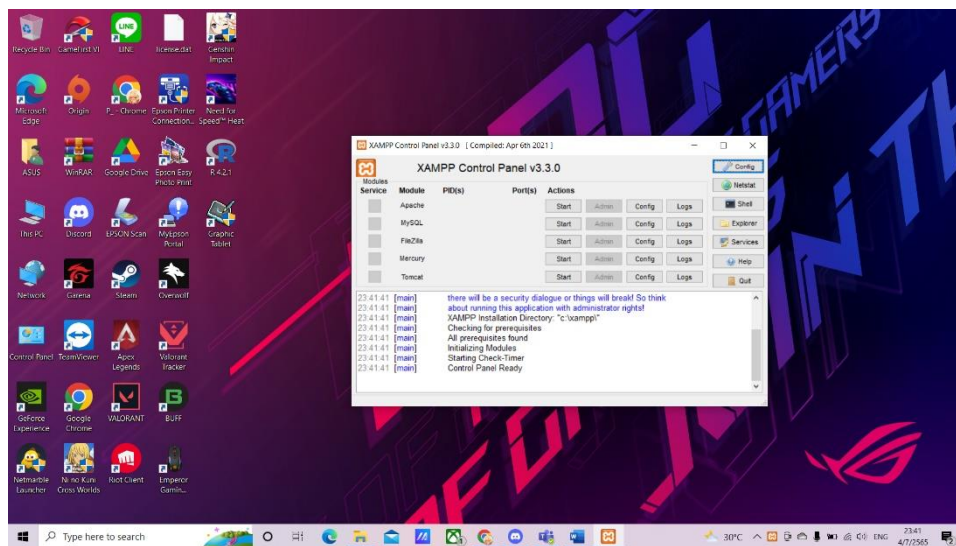 Recycle Bin
GameFirst VI
LINE
license.dat
Genshin Impact
Microsoft Edge
Origin
P_ - Chrome
Epson Printer Connection...
Need for Speed™ Heat
ASUS
WinRAR
Google Drive
Epson Easy Photo Print
R 4.2.1
This PC
Discord
EPSON Scan
MyEpson Portal
Graphic Tablet
Network
Garena
Steam
Overwolf
Control Panel
TeamViewer
Apex Legends
Valorant Tracker
GeForce Experience
Google Chrome
VALORANT
BUFF
Netmarble Launcher
Ni no Kuni Cross Worlds
Riot Client
Emperor Gamin...
GAMERS
XAMPP Control Panel v3.3.0 [ Compiled: Apr 6th 2021 ]
XAMPP Control Panel v3.3.0
Config
Netstat
Shell
Explorer
Services
Help
Quit
Modules
Service Module PID(s) Port(s) Actions
Apache Start Admin Config Logs
MySQL Start Admin Config Logs
FileZilla Start Admin Config Logs
Mercury Start Admin Config Logs
Tomcat Start Admin Config Logs
23:41:41 [main] there will be a security dialogue or things will break! So think
23:41:41 [main] about running this application with administrator rights!
23:41:41 [main] XAMPP Installation Directory: "c:\xampp\"
23:41:41 [main] Checking for prerequisites
23:41:41 [main] All prerequisites found
23:41:41 [main] Initializing Modules
23:41:41 [main] Starting Check-Timer
23:41:41 [main] Control Panel Ready
Type here to search
30°C
ENG
23:41
4/7/2565
2